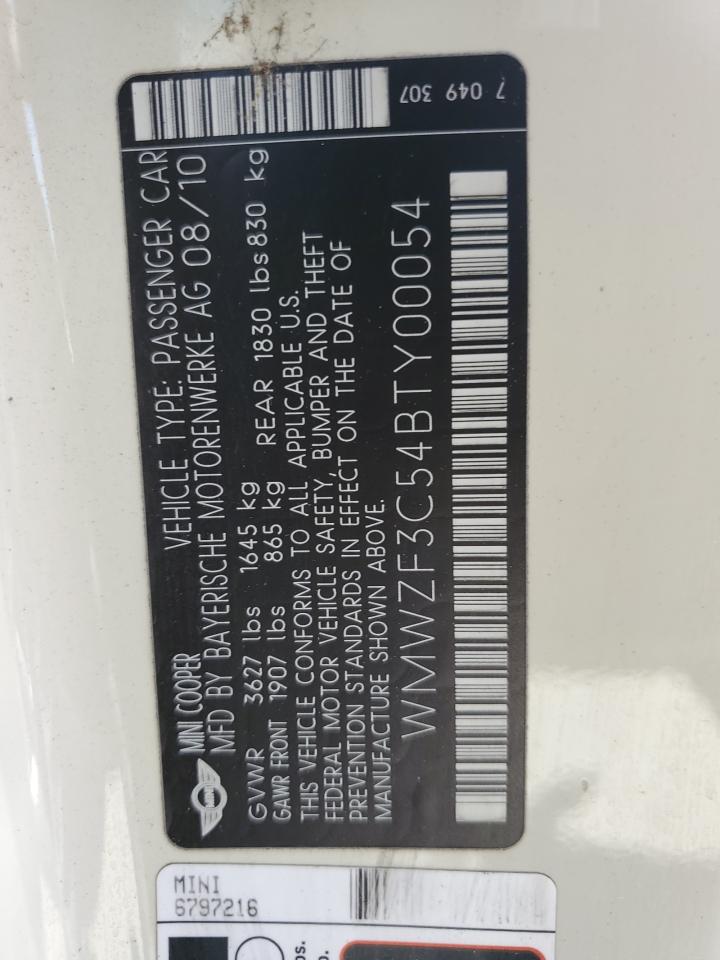 7 049 307
MINI COOPER VEHICLE TYPE: PASSENGER CAR
MFD BY BAYERISCHE MOTORENWERKE AG 08/10
GVWR 3627 lbs 1645 kg
GAWR FRONT 1907 lbs 865 kg REAR 1830 lbs 830 kg
THIS VEHICLE CONFORMS TO ALL APPLICABLE U.S.
FEDERAL MOTOR VEHICLE SAFETY, BUMPER AND THEFT
PREVENTION STANDARDS IN EFFECT ON THE DATE OF
MANUFACTURE SHOWN ABOVE.
WMWZF3C54BTY00054
MINI
6797216